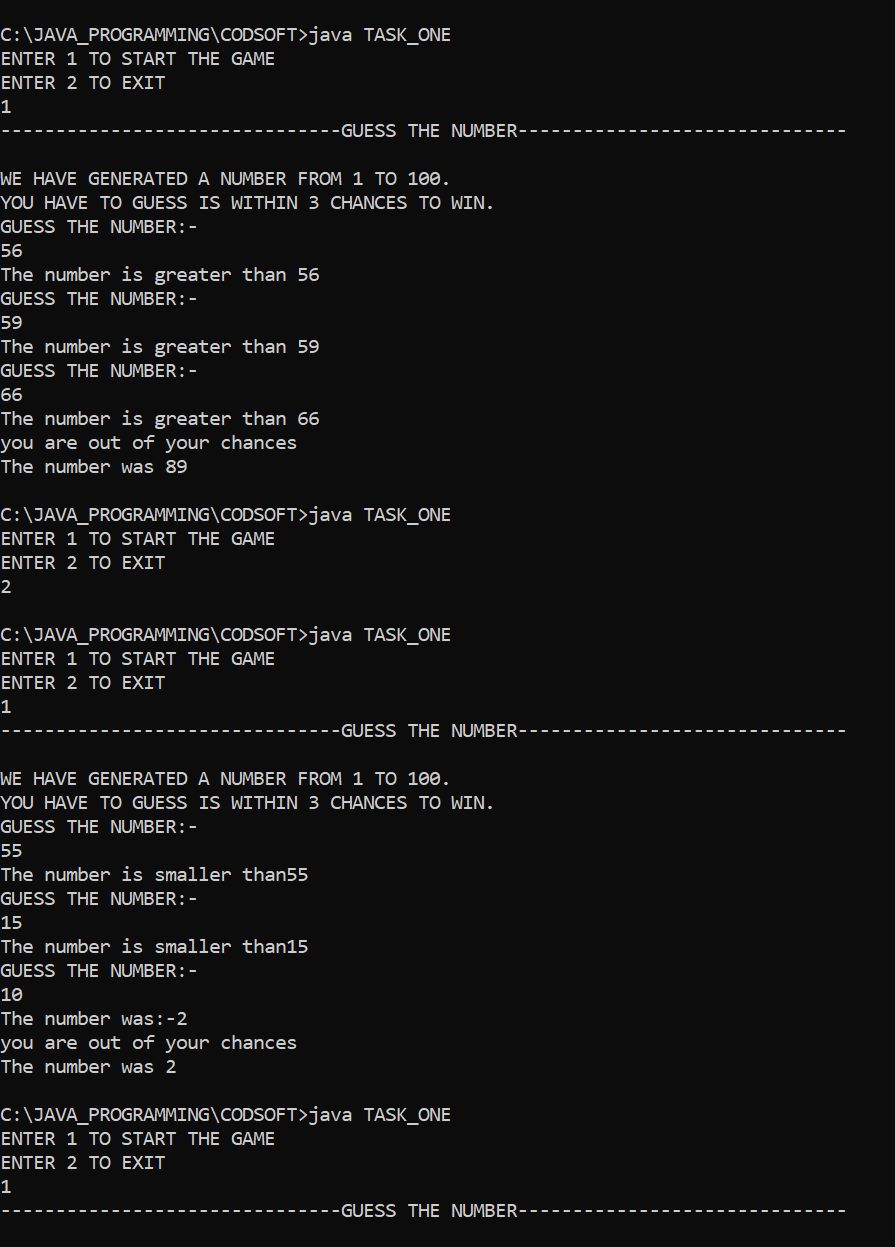 C:\JAVA_PROGRAMMING\CODSOFT>java TASK_ONE
ENTER 1 TO START THE GAME
ENTER 2 TO EXIT
1
-------------------------------GUESS THE NUMBER------------------------------
WE HAVE GENERATED A NUMBER FROM 1 TO 100.
YOU HAVE TO GUESS IS WITHIN 3 CHANCES TO WIN.
GUESS THE NUMBER:-
56
The number is greater than 56
GUESS THE NUMBER:-
59
The number is greater than 59
GUESS THE NUMBER:-
66
The number is greater than 66
you are out of your chances
The number was 89
C:\JAVA_PROGRAMMING\CODSOFT>java TASK_ONE
ENTER 1 TO START THE GAME
ENTER 2 TO EXIT
2
C:\JAVA_PROGRAMMING\CODSOFT>java TASK_ONE
ENTER 1 TO START THE GAME
ENTER 2 TO EXIT
1
-------------------------------GUESS THE NUMBER------------------------------
WE HAVE GENERATED A NUMBER FROM 1 TO 100.
YOU HAVE TO GUESS IS WITHIN 3 CHANCES TO WIN.
GUESS THE NUMBER:-
55
The number is smaller than55
GUESS THE NUMBER:-
15
The number is smaller than15
GUESS THE NUMBER:-
10
The number was:-2
you are out of your chances
The number was 2
C:\JAVA_PROGRAMMING\CODSOFT>java TASK_ONE
ENTER 1 TO START THE GAME
ENTER 2 TO EXIT
1
-------------------------------GUESS THE NUMBER------------------------------